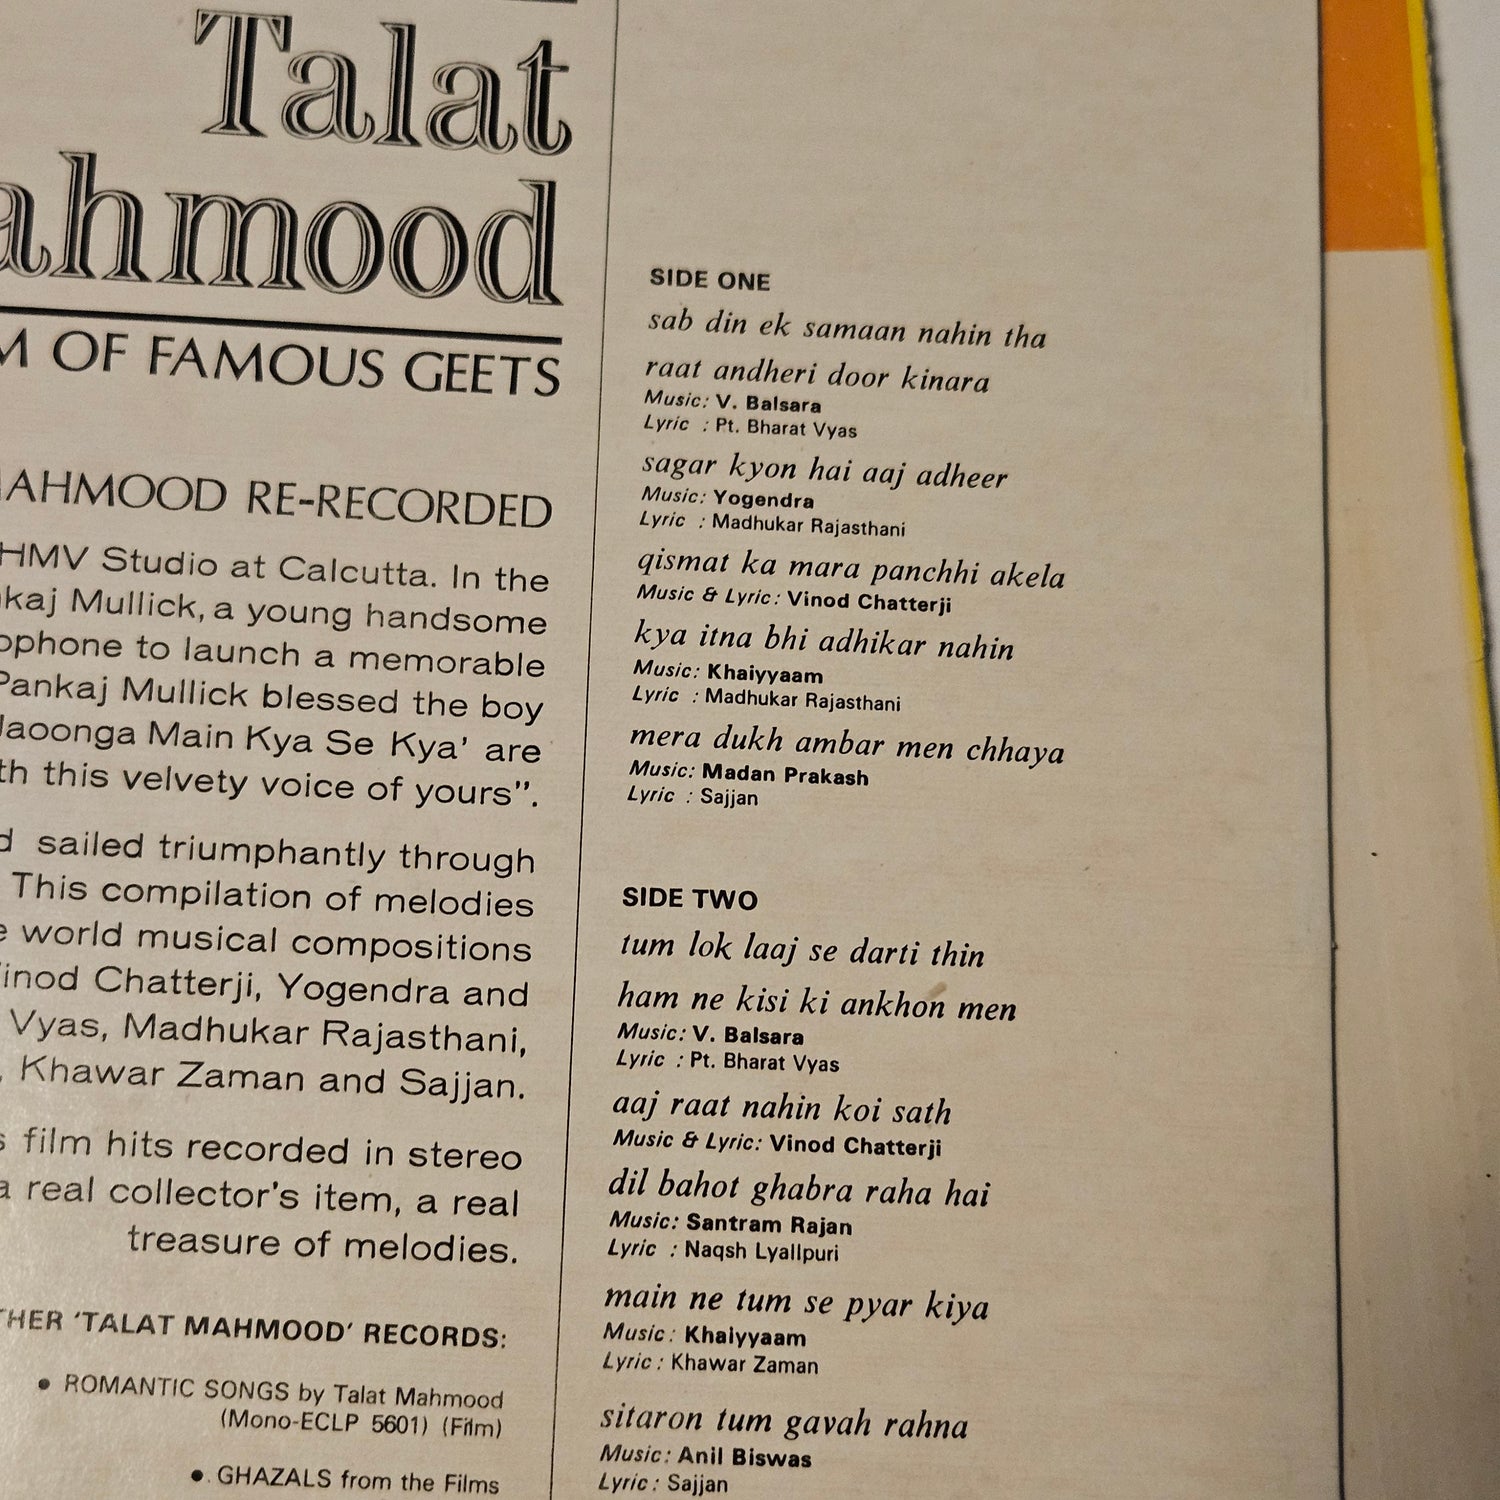 Talat
ahmood
OF FAMOUS GEETS
AHMOOD RE-RECORDED
HMV Studio at Calcutta. In the
kaj Mullick, a young handsome
ophone to launch a memorable
Pankaj Mullick blessed the boy
Jaoonga Main Kya Se Kya' are
th this velvety voice of yours".
d sailed triumphantly through
This compilation of melodies
e world musical compositions
inod Chatterji, Yogendra and
Vyas, Madhukar Rajasthani,
, Khawar Zaman and Sajjan.
s film hits recorded in stereo
a real collector's item, a real
treasure of melodies.
THER 'TALAT MAHMOOD' RECORDS:
• ROMANTIC SONGS by Talat Mahmood
(Mono-ECLP 5601) (Film)
• GHAZALS from the Films
SIDE ONE
sab din ek samaan nahin tha
raat andheri door kinara
Music: V. Balsara
Lyric : Pt. Bharat Vyas
sagar kyon hai aaj adheer
Music: Yogendra
Lyric : Madhukar Rajasthani
qismat ka mara panchhi akela
Music & Lyric: Vinod Chatterji
kya itna bhi adhikar nahin
Music: Khaiyyaam
Lyric : Madhukar Rajasthani
mera dukh ambar men chhaya
Music: Madan Prakash
Lyric : Sajjan
SIDE TWO
tum lok laaj se darti thin
ham ne kisi ki ankhon men
Music: V. Balsara
Lyric : Pt. Bharat Vyas
aaj raat nahin koi sath
Music & Lyric: Vinod Chatterji
dil bahot ghabra raha hai
Music: Santram Rajan
Lyric : Naqsh Lyallpuri
main ne tum se pyar kiya
Music: Khaiyyaam
Lyric : Khawar Zaman
sitaron tum gavah rahna
Music: Anil Biswas
Lyric : Sajjan